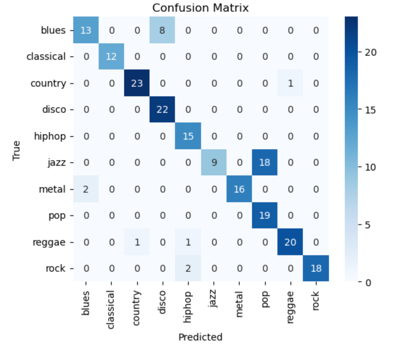 Confusion Matrix
blues 13 0 0 8 0 0 0 0 0 0
classical 0 12 0 0 0 0 0 0 0 0
country 0 0 23 0 0 0 0 0 1 0
disco 0 0 0 22 0 0 0 0 0 0
hiphop 0 0 0 0 15 0 0 0 0 0
jazz 0 0 0 0 0 9 0 18 0 0
metal 2 0 0 0 0 0 16 0 0 0
pop 0 0 0 0 0 0 0 19 0 0
reggae 0 0 1 0 1 0 0 0 20 0
rock 0 0 0 0 2 0 0 0 0 18
True
blues classical country disco hiphop jazz metal pop reggae rock
Predicted
20
15
10
5
0